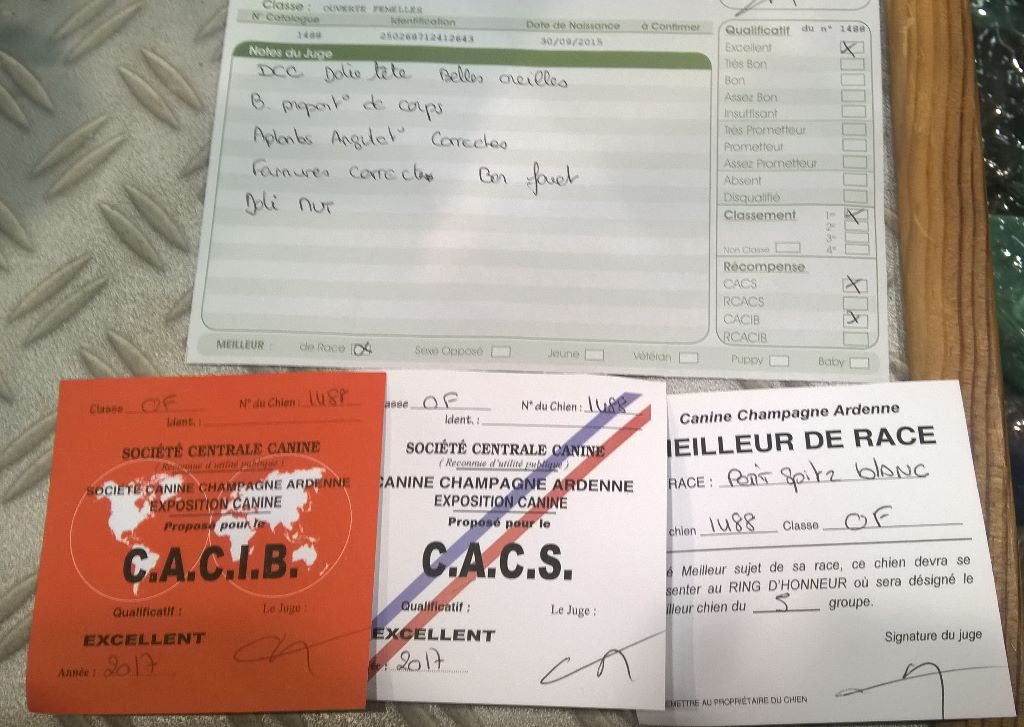 Classe : OUVERTE FEMELLES
N° Catalogue Identification Date de Naissance à Confirmer
1488 250268712412643 30/09/2015
Notes du Juge
DCC Jolie tête Belles oreilles
B. proport° de corps
Aplombs Angulat° Correctes
Correctes Bon fouet
Joli
MEILLEUR : de Race Sexe Opposé Jeune Vétéran Puppy Baby
Qualificatif du n° 1488
Excellent X
Très Bon
Bon
Assez Bon
Insuffisant
Très Prometteur
Prometteur
Assez Prometteur
Absent
Disqualifié
Classement 1er X
2e
3e
Non Classé 4e
Récompense
CACS X
RCACS
CACIB X
RCACIB
Classe OF N° du Chien : 1488
Ident. :
SOCIÉTÉ CENTRALE CANINE
( Reconnue d'utilité publique )
SOCIÉTÉ CANINE CHAMPAGNE ARDENNE
EXPOSITION CANINE
Proposé pour le
C.A.C.I.B.
Qualificatif : Le Juge :
EXCELLENT
Année : 2017
asse OF N° du Chien : 1488
Ident. :
SOCIÉTÉ CENTRALE CANINE
( Reconnue d'utilité publique )
CANINE CHAMPAGNE ARDENNE
EXPOSITION CANINE
Proposé pour le
C.A.C.S.
Qualificatif : Le Juge :
EXCELLENT
e : 2017
Canine Champagne Ardenne
MEILLEUR DE RACE
RACE : Petit Spitz blanc
chien 1488 Classe OF
é Meilleur sujet de sa race, ce chien devra se
senter au RING D'HONNEUR où sera désigné le
lleur chien du 5 groupe.
Signature du juge
EMETTRE AU PROPRIÉTAIRE DU CHIEN